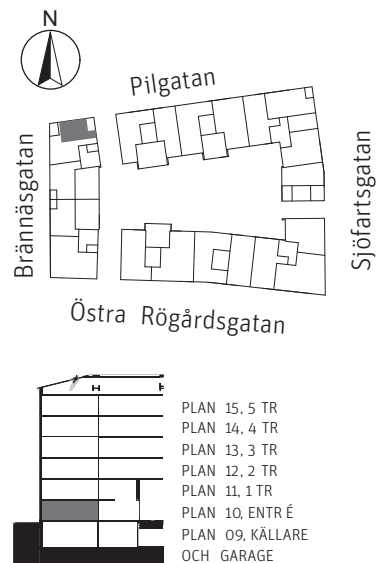 N
Pilgatan
Brännäsgatan
Sjöfartsgatan
Östra Rögårdsgatan
PLAN 15, 5 TR
PLAN 14, 4 TR
PLAN 13, 3 TR
PLAN 12, 2 TR
PLAN 11, 1 TR
PLAN 10, ENTR É
PLAN 09, KÄLLARE
OCH GARAGE